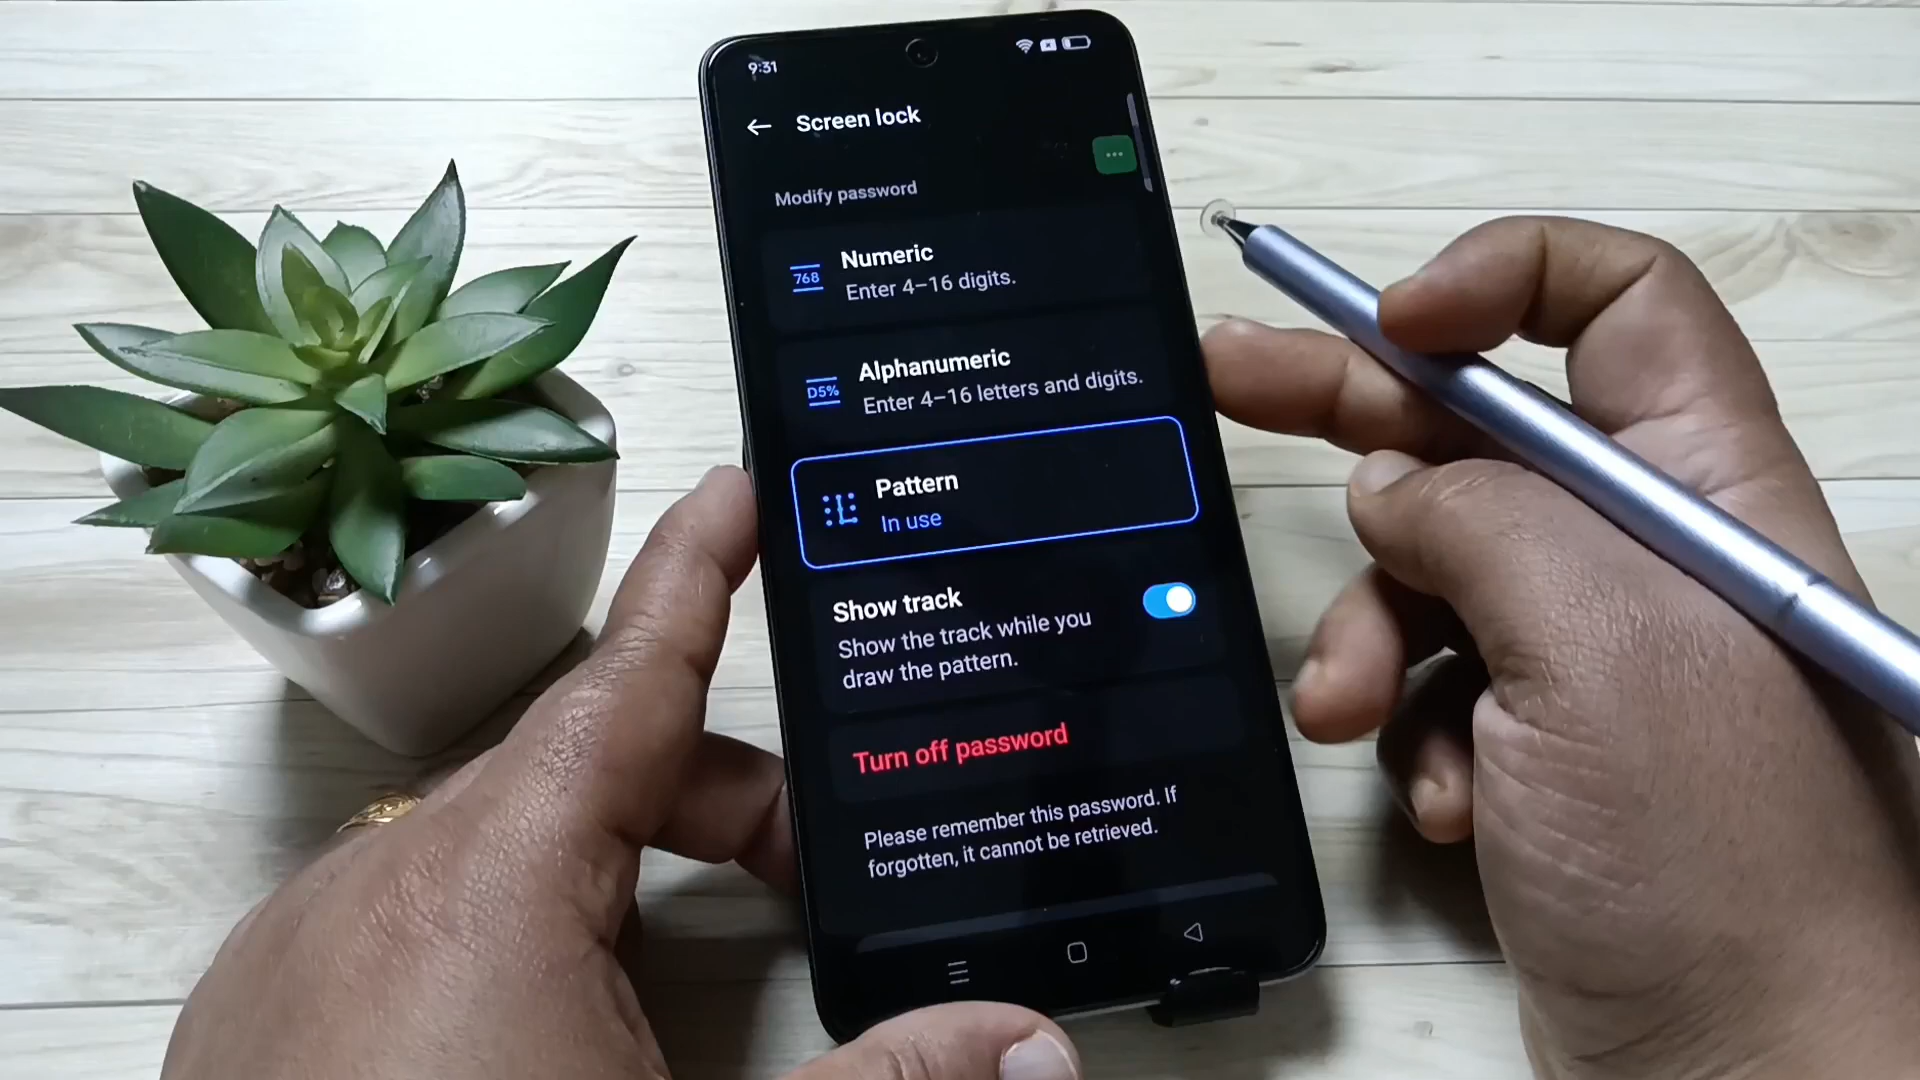 9:31
Screen lock
Modify password
768
Numeric
Enter 4–16 digits.
D5%
Alphanumeric
Enter 4–16 letters and digits.
Pattern
In use
Show track
Show the track while you
draw the pattern.
Turn off password
Please remember this password. If
forgotten, it cannot be retrieved.